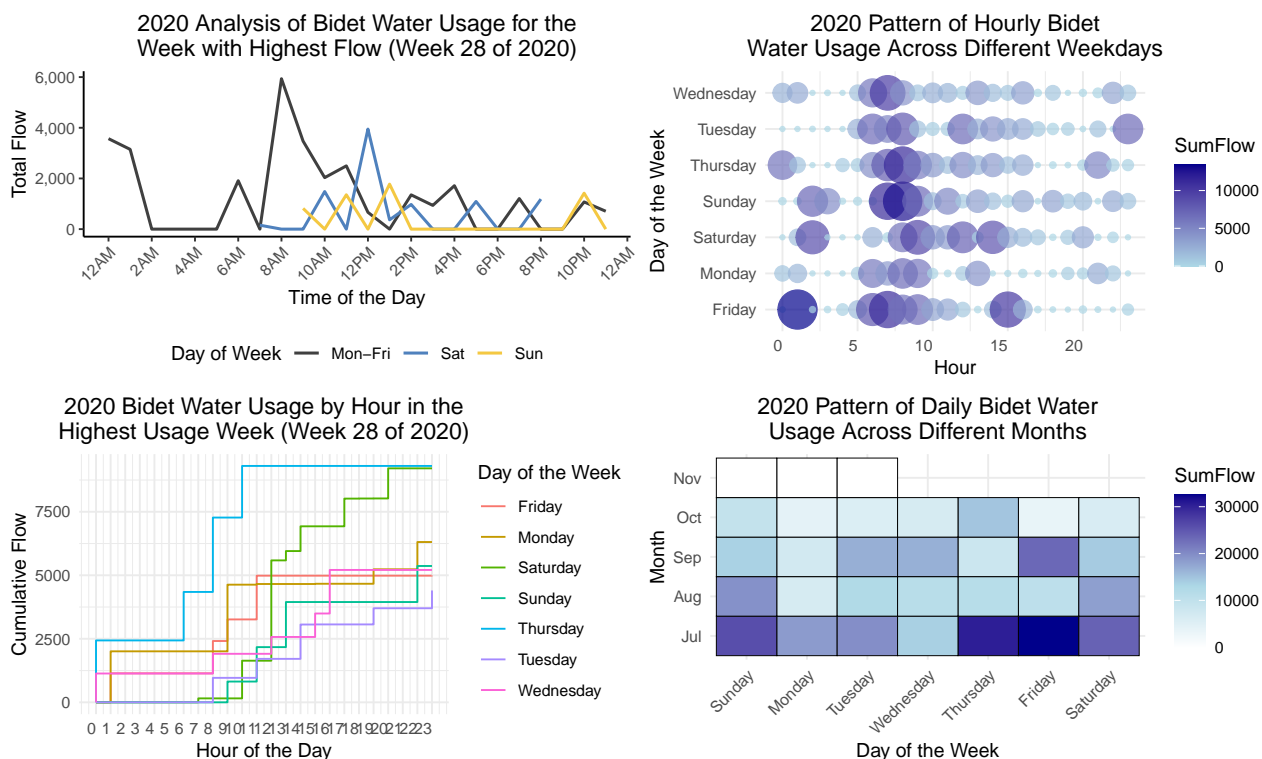 2020 Analysis of Bidet Water Usage for the
Week with Highest Flow (Week 28 of 2020)
Total Flow
6,000
4,000
2,000
0
12AM
2AM
4AM
6AM
8AM
10AM
12PM
2PM
4PM
6PM
8PM
10PM
12AM
Time of the Day
Day of Week
Mon−Fri
Sat
Sun
2020 Pattern of Hourly Bidet
Water Usage Across Different Weekdays
Day of the Week
Wednesday
Tuesday
Thursday
Sunday
Saturday
Monday
Friday
0
5
10
15
20
Hour
SumFlow
10000
5000
0
2020 Bidet Water Usage by Hour in the
Highest Usage Week (Week 28 of 2020)
Cumulative Flow
7500
5000
2500
0
0 1 2 3 4 5 6 7 8 9 10 11 12 13 14 15 16 17 18 19 20 21 22 23
Hour of the Day
Day of the Week
Friday
Monday
Saturday
Sunday
Thursday
Tuesday
Wednesday
2020 Pattern of Daily Bidet Water
Usage Across Different Months
Month
Nov
Oct
Sep
Aug
Jul
Sunday
Monday
Tuesday
Wednesday
Thursday
Friday
Saturday
Day of the Week
SumFlow
30000
20000
10000
0